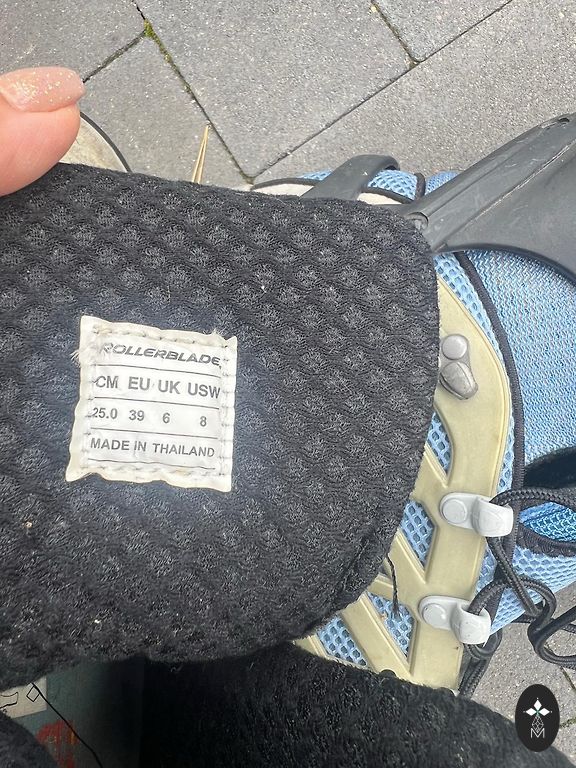 ROLLERBLADE
CM EU UK USW
25.0 39 6 8
MADE IN THAILAND
M